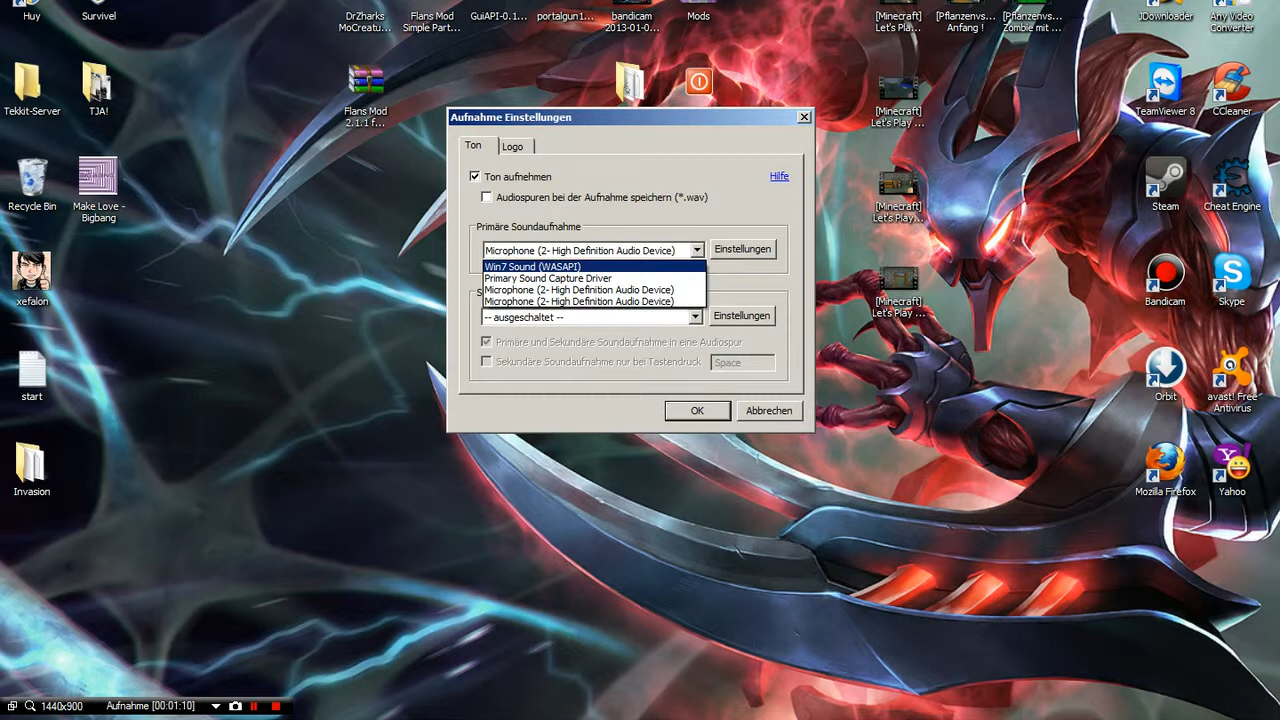 Huy
Survivel
DrZharks
MoCreatu...
Flans Mod
Simple Part...
GuiAPI-0.1...
portalgun1...
bandicam
2013-01-0...
Mods
[Minecraft]
Let's Pla...
[Pflanzenvs...
Anfang !
[Pflanzenvs...
Zombie mit ...
JDownloader
Any Video
Converter
Tekkit-Server
TJA!
Flans Mod
2.1.1 f...
[Minecraft]
Let's Play ...
TeamViewer 8
CCleaner
Recycle Bin
Make Love -
Bigbang
[Minecraft]
Let's Play...
Steam
Cheat Engine
xefalon
[Minecraft]
Let's Play ...
Bandicam
Skype
start
Orbit
avast! Free
Antivirus
Invasion
Mozilla Firefox
Yahoo
Aufnahme Einstellungen
Ton
Logo
Ton aufnehmen
Hilfe
Audiospuren bei der Aufnahme speichern (*.wav)
Primäre Soundaufnahme
Microphone (2- High Definition Audio Device)
Einstellungen
Win7 Sound (WASAPI)
Primary Sound Capture Driver
Microphone (2- High Definition Audio Device)
Microphone (2- High Definition Audio Device)
-- ausgeschaltet --
Einstellungen
Primäre und Sekundäre Soundaufnahme in eine Audiospur
Sekundäre Soundaufnahme nur bei Tastendruck
Space
OK
Abbrechen
1440x900
Aufnahme [00:01:10]